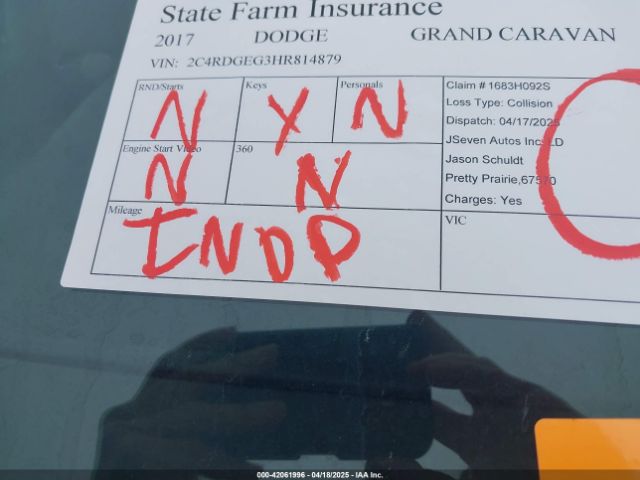 State Farm Insurance
2017 DODGE GRAND CARAVAN
VIN: 2C4RDGEG3HR814879
RND/Starts Keys Personals
N Y N
Engine Start Video 360
N N
Mileage
INOP
Claim # 1683H092S
Loss Type: Collision
Dispatch: 04/17/2025
JSeven Autos Inc LD
Jason Schuldt
Pretty Prairie,67570
Charges: Yes
VIC
000-42061996 - 04/18/2025 - IAA Inc.